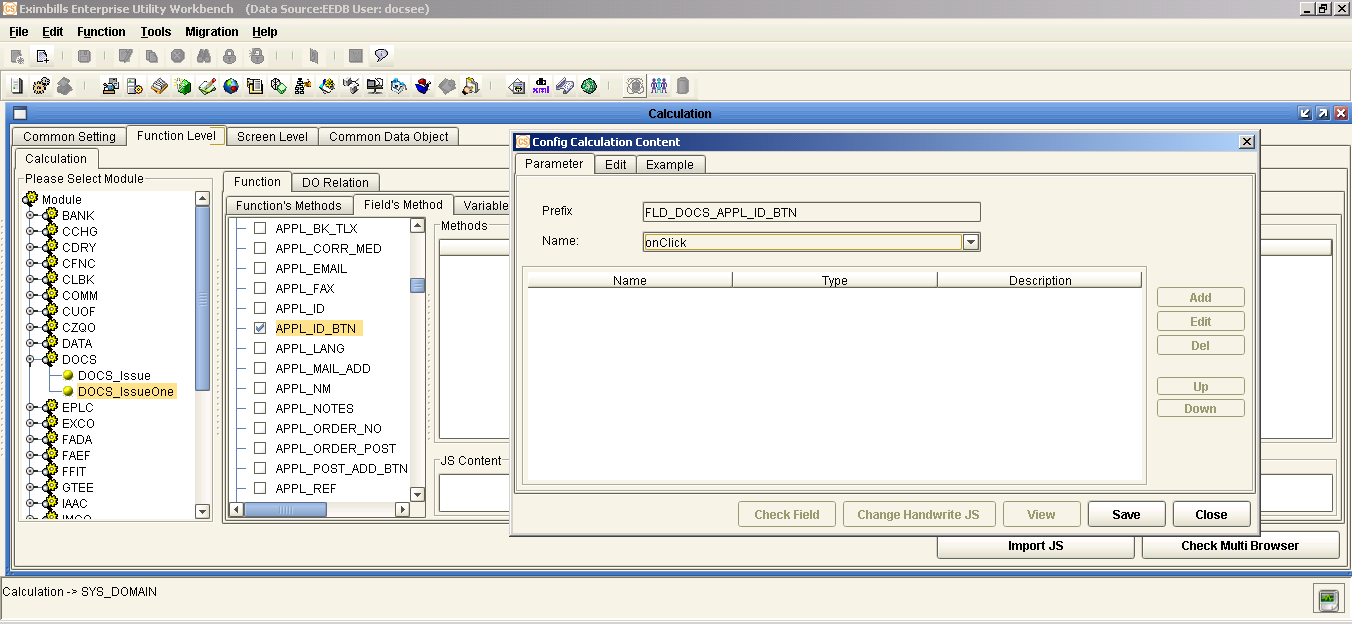 Eximbills Enterprise Utility Workbench (Data Source:EEDB User: docsee)
File Edit Function Tools Migration Help
Calculation
Common Setting Function Level Screen Level Common Data Object
Calculation
Please Select Module
Module
BANK
CCHG
CDRY
CFNC
CLBK
COMM
CUOF
CZQO
DATA
DOCS
DOCS_Issue
DOCS_IssueOne
EPLC
EXCO
FADA
FAEF
FFIT
GTEE
IAAC
Function DO Relation
Function's Methods Field's Method Variable
APPL_BK_TLX
APPL_CORR_MED
APPL_EMAIL
APPL_FAX
APPL_ID
APPL_ID_BTN
APPL_LANG
APPL_MAIL_ADD
APPL_NM
APPL_NOTES
APPL_ORDER_NO
APPL_ORDER_POST
APPL_POST_ADD_BTN
APPL_REF
Methods
JS Content
Config Calculation Content
Parameter Edit Example
Prefix FLD_DOCS_APPL_ID_BTN
Name: onClick
Name Type Description
Add
Edit
Del
Up
Down
Check Field Change Handwrite JS View Save Close
Import JS Check Multi Browser
Calculation -> SYS_DOMAIN